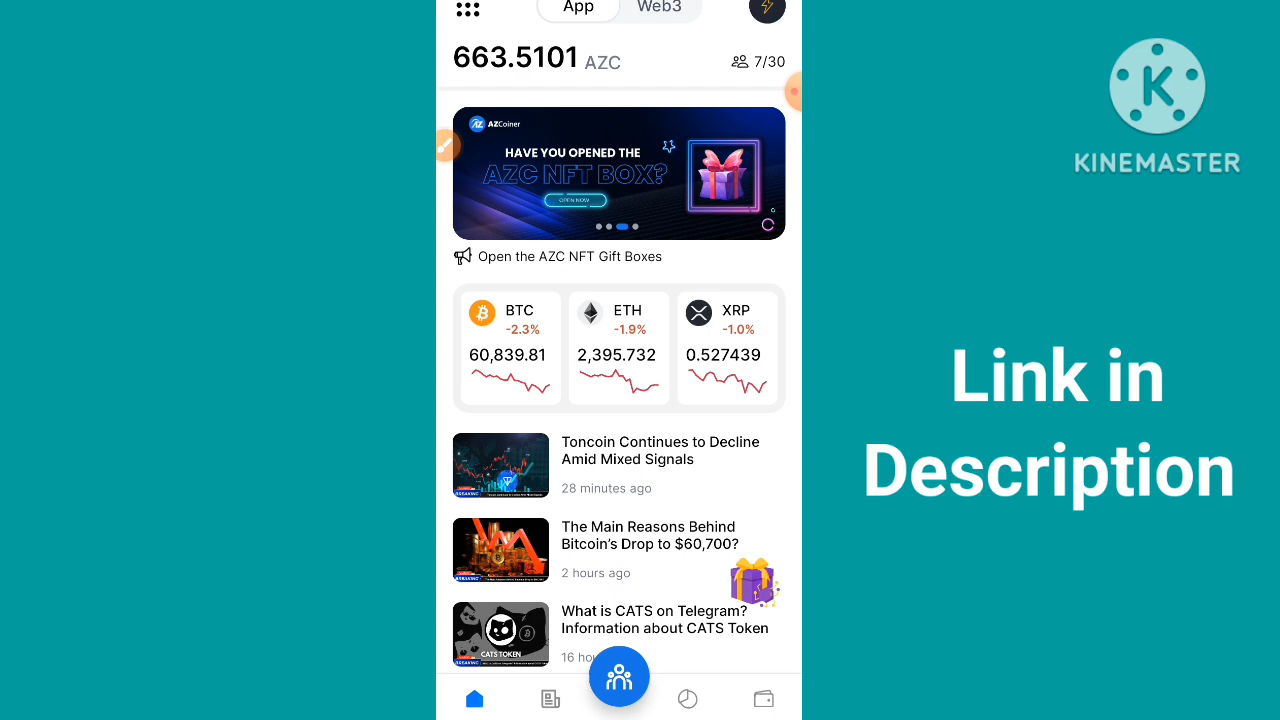 App Web3
663.5101 AZC 7/30
AZCoiner
HAVE YOU OPENED THE
AZC NFT BOX?
OPEN NOW
Open the AZC NFT Gift Boxes
BTC
-2.3%
60,839.81
ETH
-1.9%
2,395.732
XRP
-1.0%
0.527439
Toncoin Continues to Decline
Amid Mixed Signals
28 minutes ago
BREAKING
The Main Reasons Behind
Bitcoin’s Drop to $60,700?
2 hours ago
BREAKING
What is CATS on Telegram?
Information about CATS Token
16
CATS TOKEN
BREAKING
K
KINEMASTER
Link in
Description